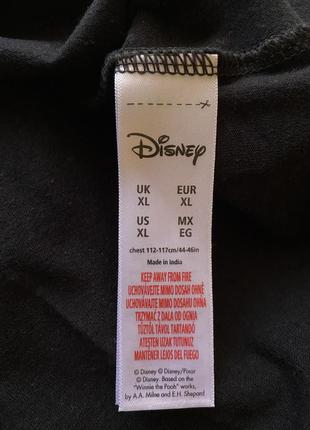 Disney
UK EUR
XL XL
US MX
XL EG
chest 112-117cm/44-46in
Made in India
KEEP AWAY FROM FIRE
UCHOVÁVEJTE MIMO DOSAH OHNĚ
UCHOVÁVAJTE MIMO DOSAHU OHŇA
TRZYMAĆ Z DALA OD OGNIA
TŰZTŐL TÁVOL TARTANDÓ
ATEŞTEN UZAK TUTUNUZ
MANTENER LEJOS DEL FUEGO
© Disney © Disney/Pixar
© Disney. Based on the
"Winnie the Pooh" works,
by A.A. Milne and E.H. Shepard